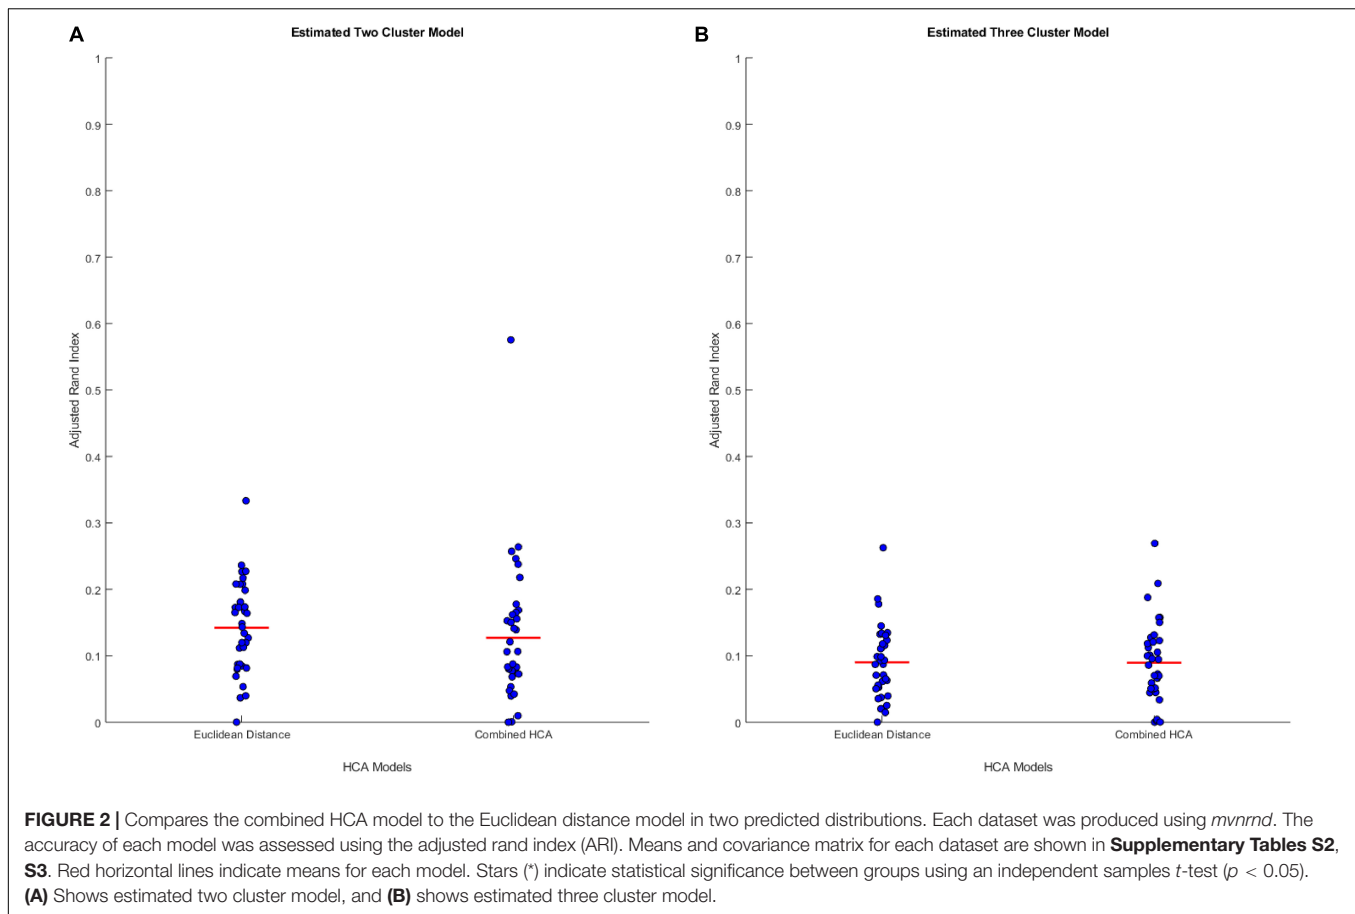 A
Estimated Two Cluster Model
1
0.9
0.8
0.7
0.6
0.5
0.4
0.3
0.2
0.1
0
Adjusted Rand Index
Euclidean Distance
Combined HCA
HCA Models
B
Estimated Three Cluster Model
1
0.9
0.8
0.7
0.6
0.5
0.4
0.3
0.2
0.1
0
Adjusted Rand Index
Euclidean Distance
Combined HCA
HCA Models
FIGURE 2 | Compares the combined HCA model to the Euclidean distance model in two predicted distributions. Each dataset was produced using mvnrnd. The
accuracy of each model was assessed using the adjusted rand index (ARI). Means and covariance matrix for each dataset are shown in Supplementary Tables S2,
S3. Red horizontal lines indicate means for each model. Stars (*) indicate statistical significance between groups using an independent samples t-test (p < 0.05).
(A) Shows estimated two cluster model, and (B) shows estimated three cluster model.